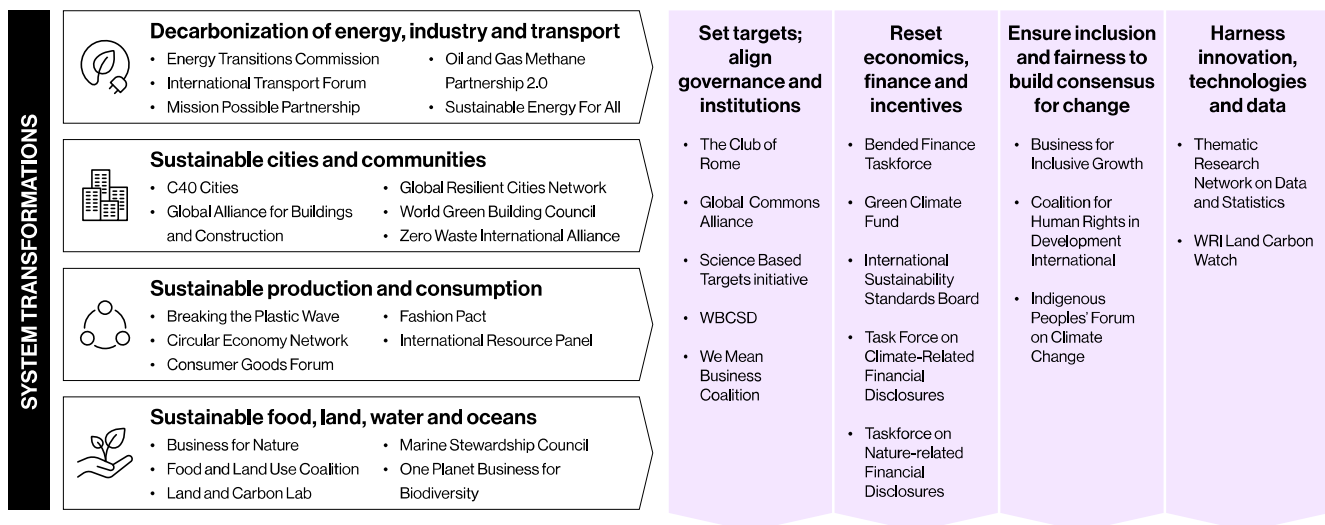 SYSTEM TRANSFORMATIONS
Decarbonization of energy, industry and transport
• Energy Transitions Commission
• International Transport Forum
• Mission Possible Partnership
• Oil and Gas Methane
Partnership 2.0
• Sustainable Energy For All
Sustainable cities and communities
• C40 Cities
• Global Alliance for Buildings
and Construction
• Global Resilient Cities Network
• World Green Building Council
• Zero Waste International Alliance
Sustainable production and consumption
• Breaking the Plastic Wave
• Circular Economy Network
• Consumer Goods Forum
• Fashion Pact
• International Resource Panel
Sustainable food, land, water and oceans
• Business for Nature
• Food and Land Use Coalition
• Land and Carbon Lab
• Marine Stewardship Council
• One Planet Business for
Biodiversity
Set targets;
align
governance and
institutions
• The Club of
Rome
• Global Commons
Alliance
• Science Based
Targets initiative
• WBCSD
• We Mean
Business
Coalition
Reset
economics,
finance and
incentives
• Bended Finance
Taskforce
• Green Climate
Fund
• International
Sustainability
Standards Board
• Task Force on
Climate-Related
Financial
Disclosures
• Taskforce on
Nature-related
Financial
Disclosures
Ensure inclusion
and fairness to
build consensus
for change
• Business for
Inclusive Growth
• Coalition for
Human Rights in
Development
International
• Indigenous
Peoples' Forum
on Climate
Change
Harness
innovation,
technologies
and data
• Thematic
Research
Network on Data
and Statistics
• WRI Land Carbon
Watch